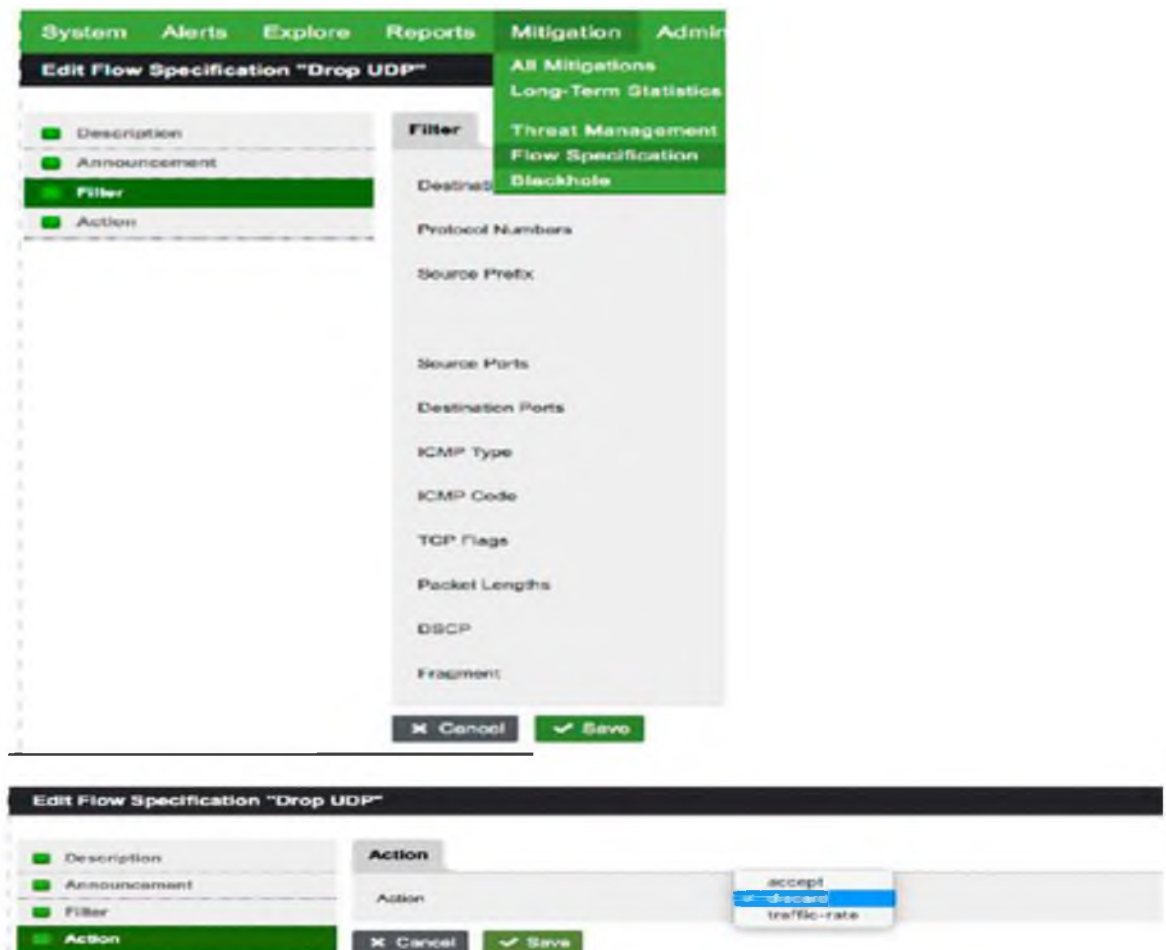 System Alerts Explore Reports Mitigation Admin
Edit Flow Specification "Drop UDP"
All Mitigations
Long-Term Statistics
Threat Management
Flow Specification
Blackhole
Description
Announcement
Filter
Action
Filter
Destinati
Protocol Numbers
Source Prefix
Source Ports
Destination Ports
ICMP Type
ICMP Code
TCP Flags
Packet Lengths
DSCP
Fragment
Cancel Save
Edit Flow Specification "Drop UDP"
Description
Announcement
Filter
Action
Action
Action
accept
discard
traffic-rate
Cancel Save